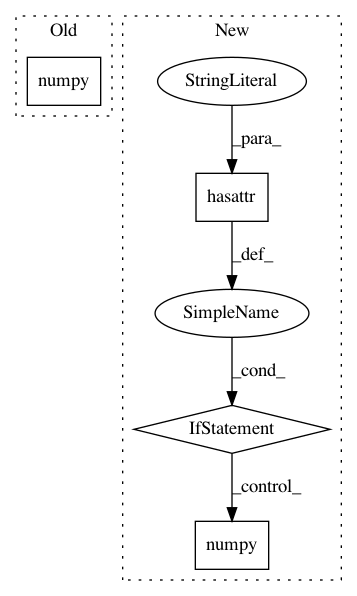 Old
numpy
New
StringLiteral
_para_
hasattr
_def_
SimpleName
_cond_
IfStatement
_control_
numpy